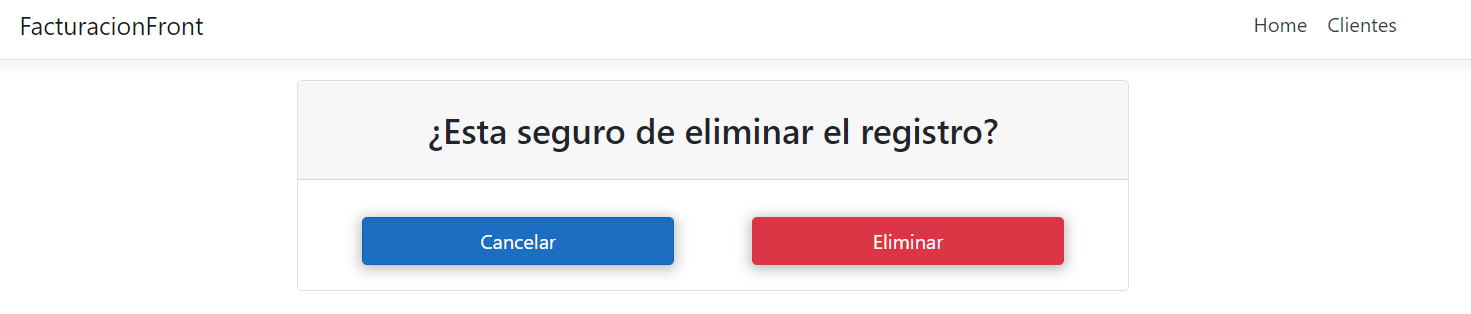 FacturacionFront
Home Clientes
¿Esta seguro de eliminar el registro?
Cancelar
Eliminar